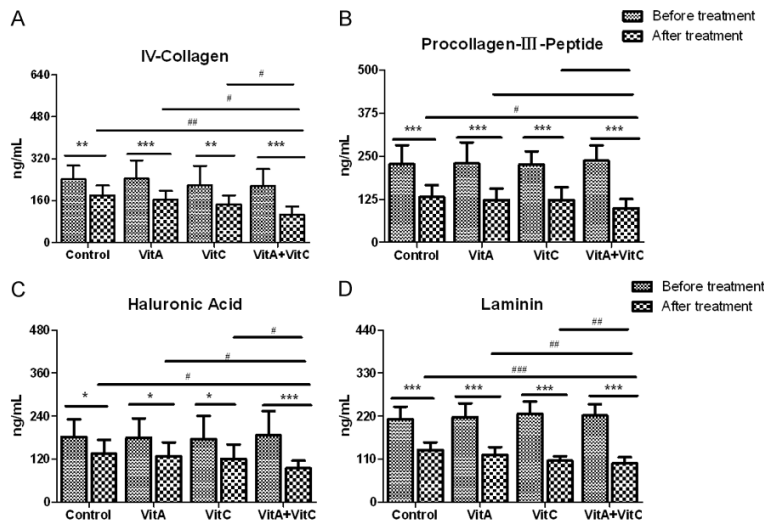 A
IV-Collagen
ng/mL
640
480
320
160
0
#
#
##
** *** ** ***
Control VitA VitC VitA+VitC
B
Before treatment
After treatment
Procollagen-III-Peptide
ng/mL
500
375
250
125
0
#
*** *** *** ***
Control VitA VitC VitA+VitC
C
Haluronic Acid
ng/mL
480
360
240
120
0
#
#
#
* * * ***
Control VitA VitC VitA+VitC
D
Before treatment
After treatment
Laminin
ng/mL
440
330
220
110
0
##
##
###
*** *** *** ***
Control VitA VitC VitA+VitC